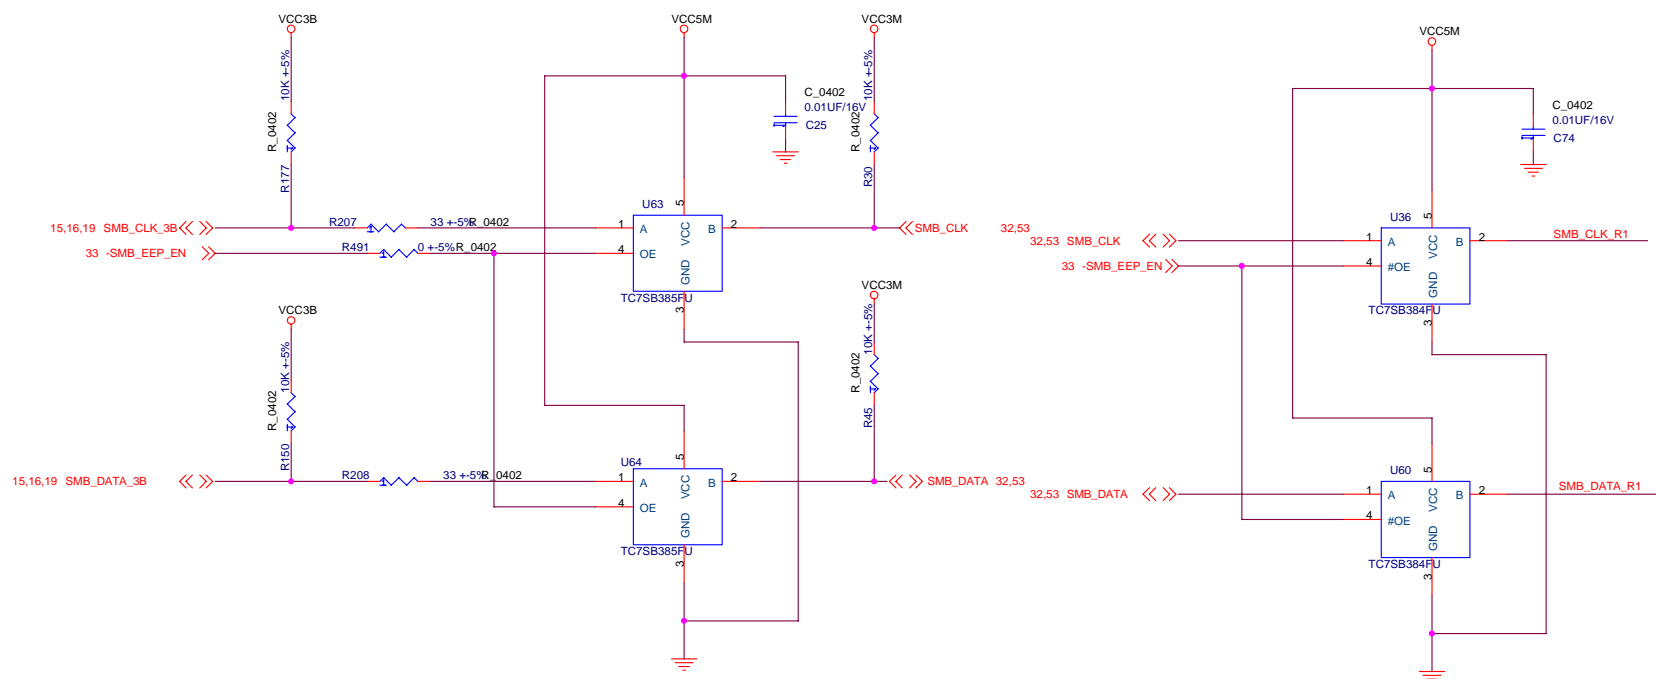 VCC3B
VCC5M
VCC3M
VCC5M
10K +-5%
R_0402
R177
C_0402
0.01UF/16V
C25
10K +-5%
R_0402
R30
C_0402
0.01UF/16V
C74
15,16,19 SMB_CLK_3B
R207
33 +-5%
R_0402
U63
1
A
5
VCC
B
2
SMB_CLK
32,53
33 -SMB_EEP_EN
R491
0 +-5%
R_0402
4
OE
GND
3
TC7SB385FU
32,53 SMB_CLK
33 -SMB_EEP_EN
U36
1
A
5
VCC
B
2
SMB_CLK_R1
4
#OE
GND
3
TC7SB384FU
VCC3B
VCC3M
10K +-5%
R_0402
R150
10K +-5%
R_0402
R45
15,16,19 SMB_DATA_3B
R208
33 +-5%
R_0402
U64
1
A
5
VCC
B
2
SMB_DATA 32,53
4
OE
GND
3
TC7SB385FU
32,53 SMB_DATA
U60
1
A
5
VCC
B
2
SMB_DATA_R1
4
#OE
GND
3
TC7SB384FU